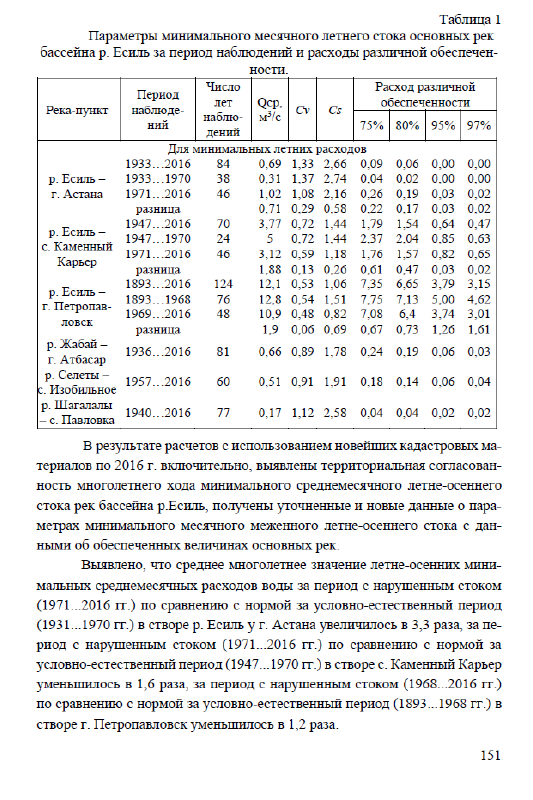 Таблица 1
Параметры минимального месячного летнего стока основных рек
бассейна р. Есиль за период наблюдений и расходы различной обеспечен-
ности.
Река-пункт Период наблюде-ний Число лет наблю-дений Qср, м³/с Cv Cs Расход различной обеспеченности
75% 80% 95% 97%
Для минимальных летних расходов
р. Есиль – г. Астана 1933…2016 84 0,69 1,33 2,66 0,09 0,06 0,00 0,00
1933…1970 38 0.31 1,37 2,74 0,04 0,02 0,00 0,00
1971…2016 46 1,02 1,08 2,16 0,26 0,19 0,03 0,02
разница 0,71 0,29 0,58 0,22 0,17 0,03 0,02
р. Есиль – с. Каменный Карьер 1947…2016 70 3,77 0,72 1,44 1,79 1,54 0,64 0,47
1947…1970 24 5 0,72 1,44 2,37 2,04 0,85 0,63
1971…2016 46 3,12 0,59 1,18 1,76 1,57 0,82 0,65
разница 1,88 0,13 0,26 0,61 0,47 0,03 0,02
р. Есиль – г. Петропав-ловск 1893…2016 124 12,1 0,53 1,06 7,35 6,65 3,79 3,15
1893…1968 76 12,8 0,54 1,51 7,75 7,13 5,00 4,62
1969…2016 48 10,9 0,48 0,82 7,08 6,4 3,74 3,01
разница 1,9 0,06 0,69 0,67 0,73 1,26 1,61
р. Жабай – г. Атбасар 1936…2016 81 0,66 0,89 1,78 0,24 0,19 0,06 0,03
р. Селеты – с. Изобильное 1957…2016 60 0,51 0,91 1,91 0,18 0,14 0,06 0,04
р. Шагалалы – с. Павловка 1940…2016 77 0,17 1,12 2,58 0,04 0,04 0,02 0,02
В результате расчетов с использованием новейших кадастровых ма-
териалов по 2016 г. включительно, выявлены территориальная согласован-
ность многолетнего хода минимального среднемесячного летне-осеннего
стока рек бассейна р.Есиль, получены уточненные и новые данные о пара-
метрах минимального месячного меженного летне-осеннего стока с дан-
ными об обеспеченных величинах основных рек.
Выявлено, что среднее многолетнее значение летне-осенних мини-
мальных среднемесячных расходов воды за период с нарушенным стоком
(1971...2016 гг.) по сравнению с нормой за условно-естественный период
(1931...1970 гг.) в створе р. Есиль у г. Астана увеличилось в 3,3 раза, за пе-
риод с нарушенным стоком (1971...2016 гг.) по сравнению с нормой за
условно-естественный период (1947...1970 гг.) в створе с. Каменный Карьер
уменьшилось в 1,6 раза, за период с нарушенным стоком (1968...2016 гг.)
по сравнению с нормой за условно-естественный период (1893...1968 гг.) в
створе г. Петропавловск уменьшилось в 1,2 раза.
151